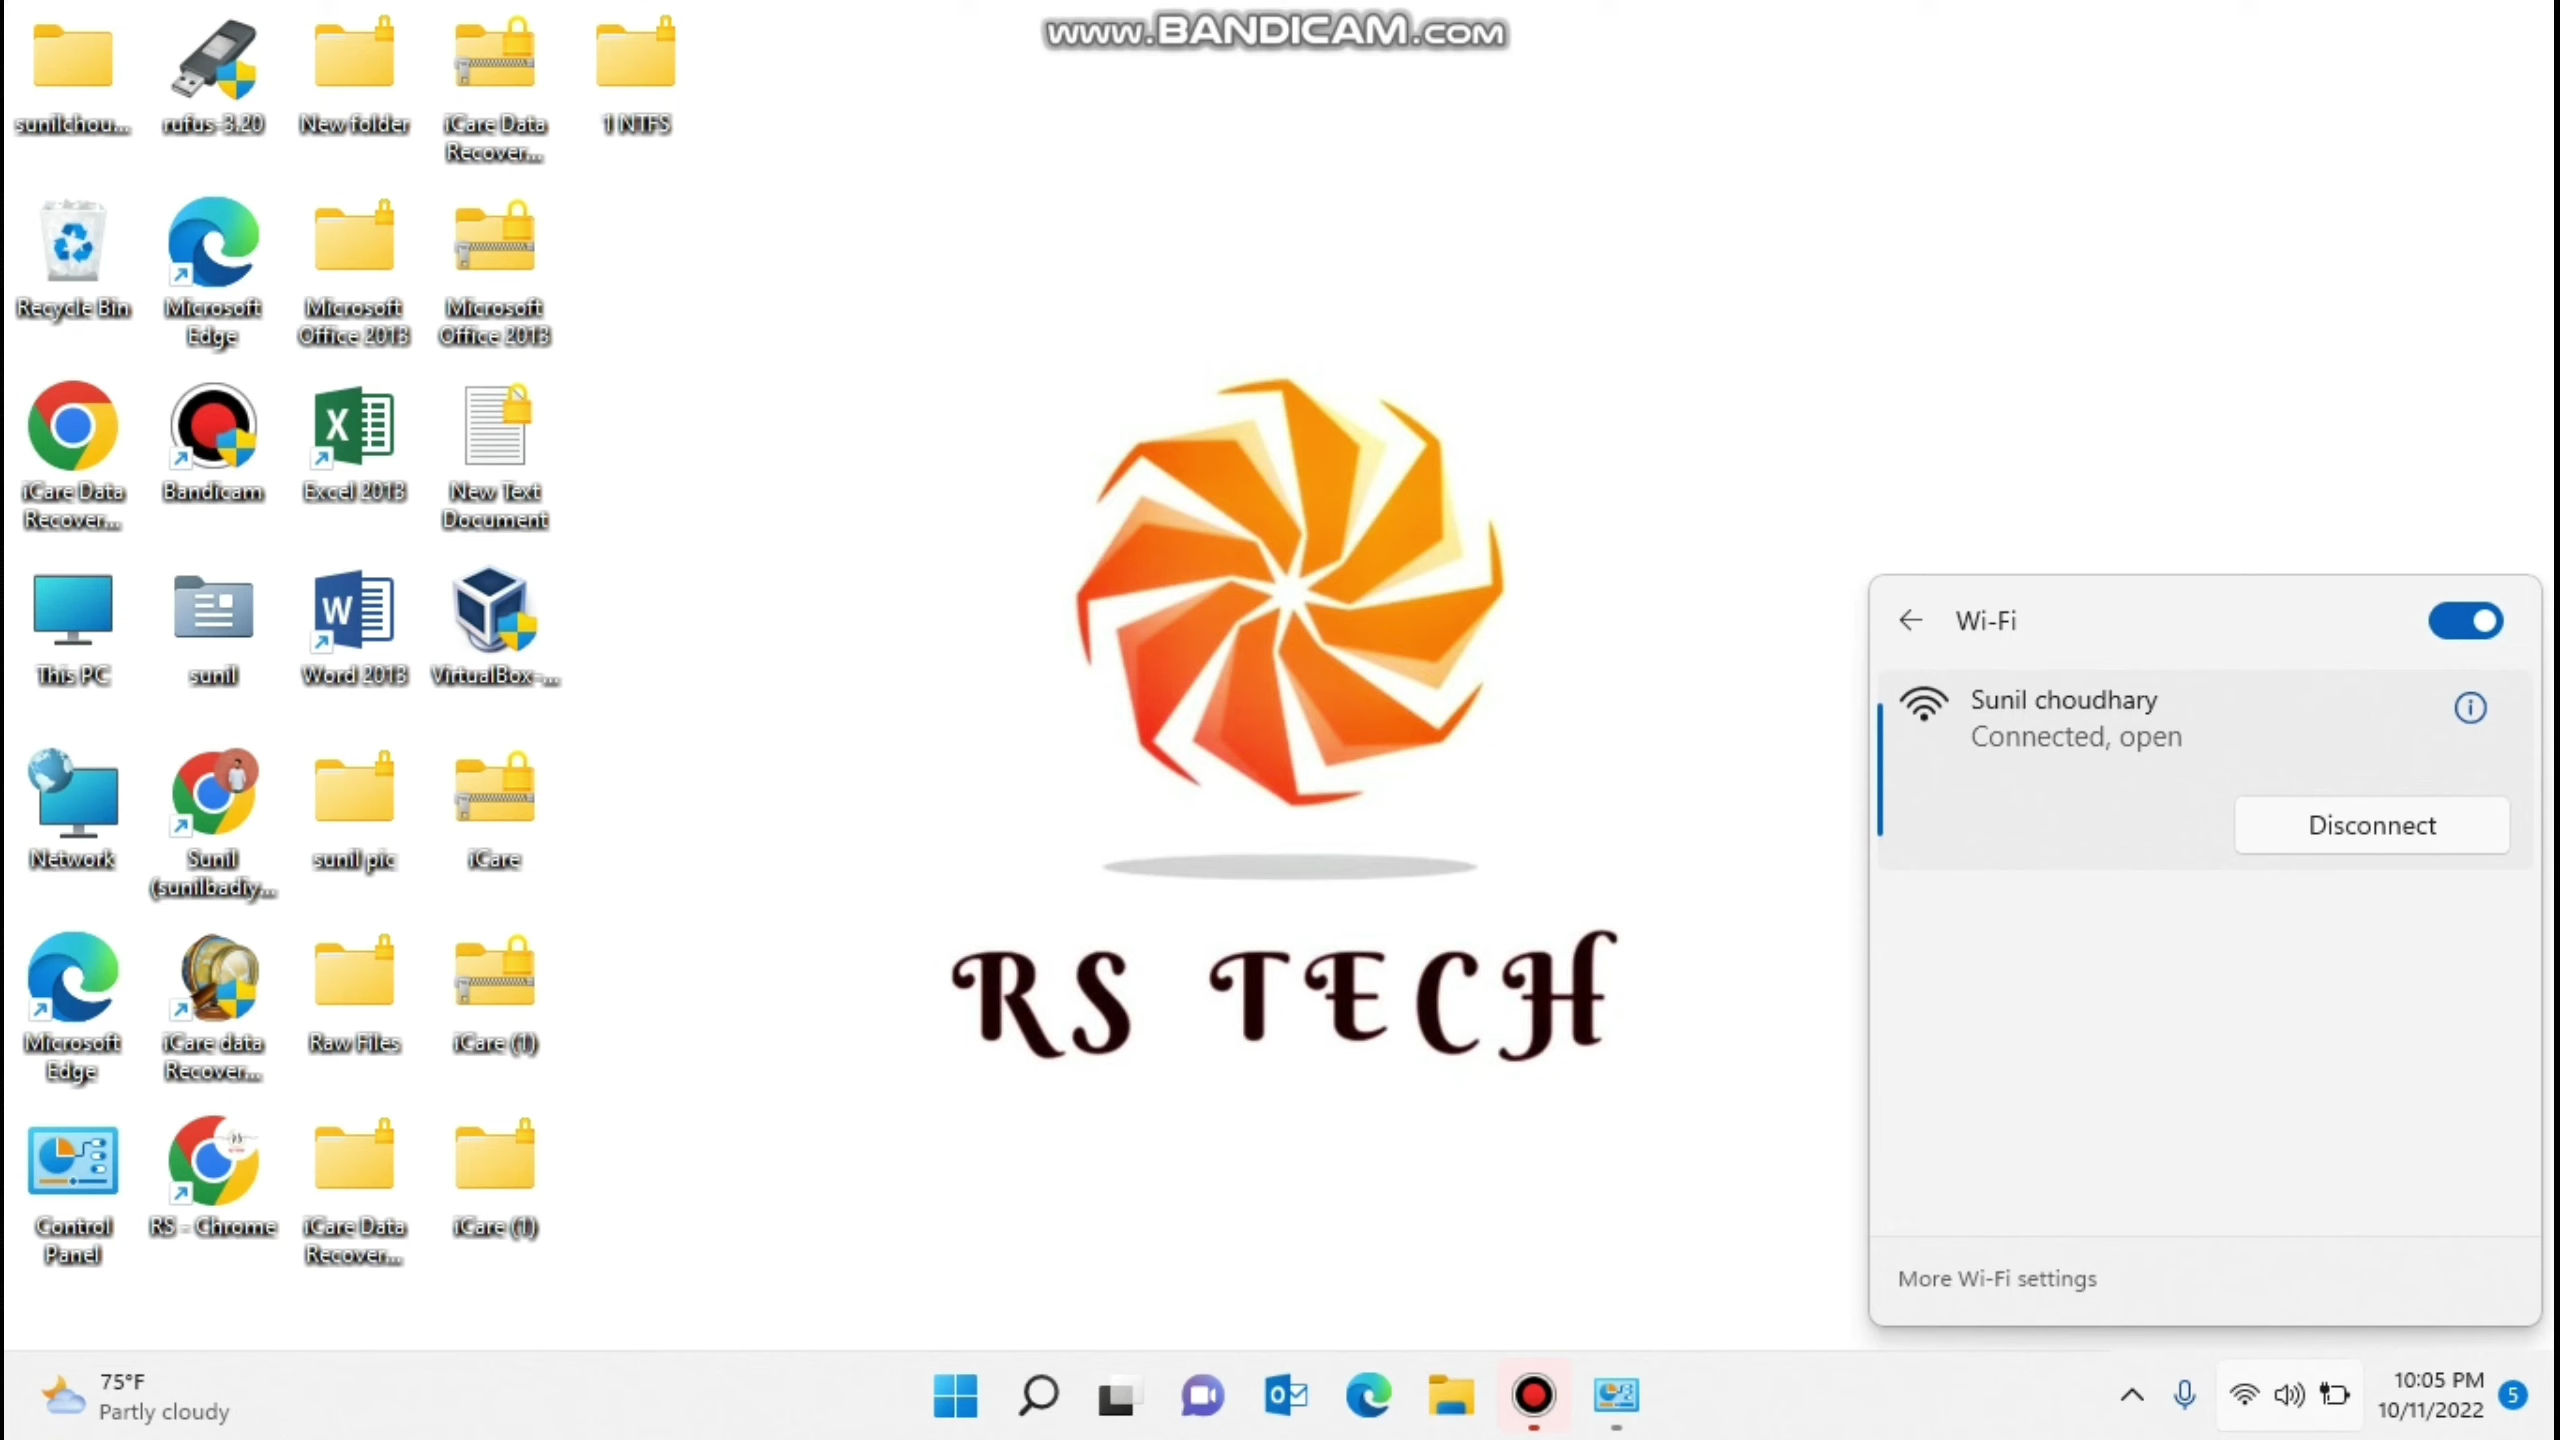 www.BANDICAM.com
sunilchou...
rufus-3.20
New folder
iCare Data
Recover...
1 NTFS
Recycle Bin
Microsoft
Edge
Microsoft
Office 2013
Microsoft
Office 2013
iCare Data
Recover...
Bandicam
Excel 2013
New Text
Document
This PC
sunil
Word 2013
VirtualBox-...
Network
Sunil
(sunilbadiy...
sunil pic
iCare
Microsoft
Edge
iCare data
Recover...
Raw Files
iCare (1)
Control
Panel
RS - Chrome
iCare Data
Recover...
iCare (1)
RS TECH
Wi-Fi
Sunil choudhary
Connected, open
Disconnect
More Wi-Fi settings
75°F
Partly cloudy
10:05 PM
10/11/2022
5